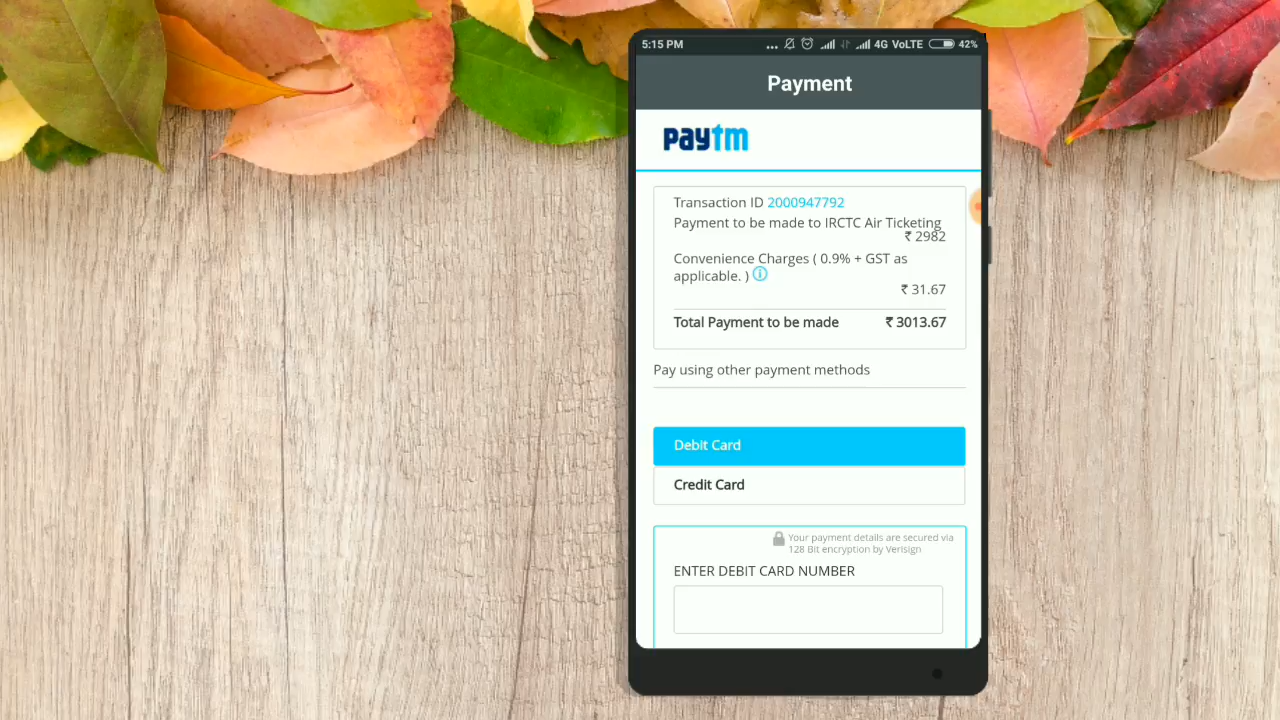 5:15 PM
... 4G VoLTE 42%
Payment
paytm
Transaction ID 2000947792
Payment to be made to IRCTC Air Ticketing
₹ 2982
Convenience Charges ( 0.9% + GST as
applicable. )
₹ 31.67
Total Payment to be made ₹ 3013.67
Pay using other payment methods
Debit Card
Credit Card
Your payment details are secured via
128 Bit encryption by Verisign
ENTER DEBIT CARD NUMBER